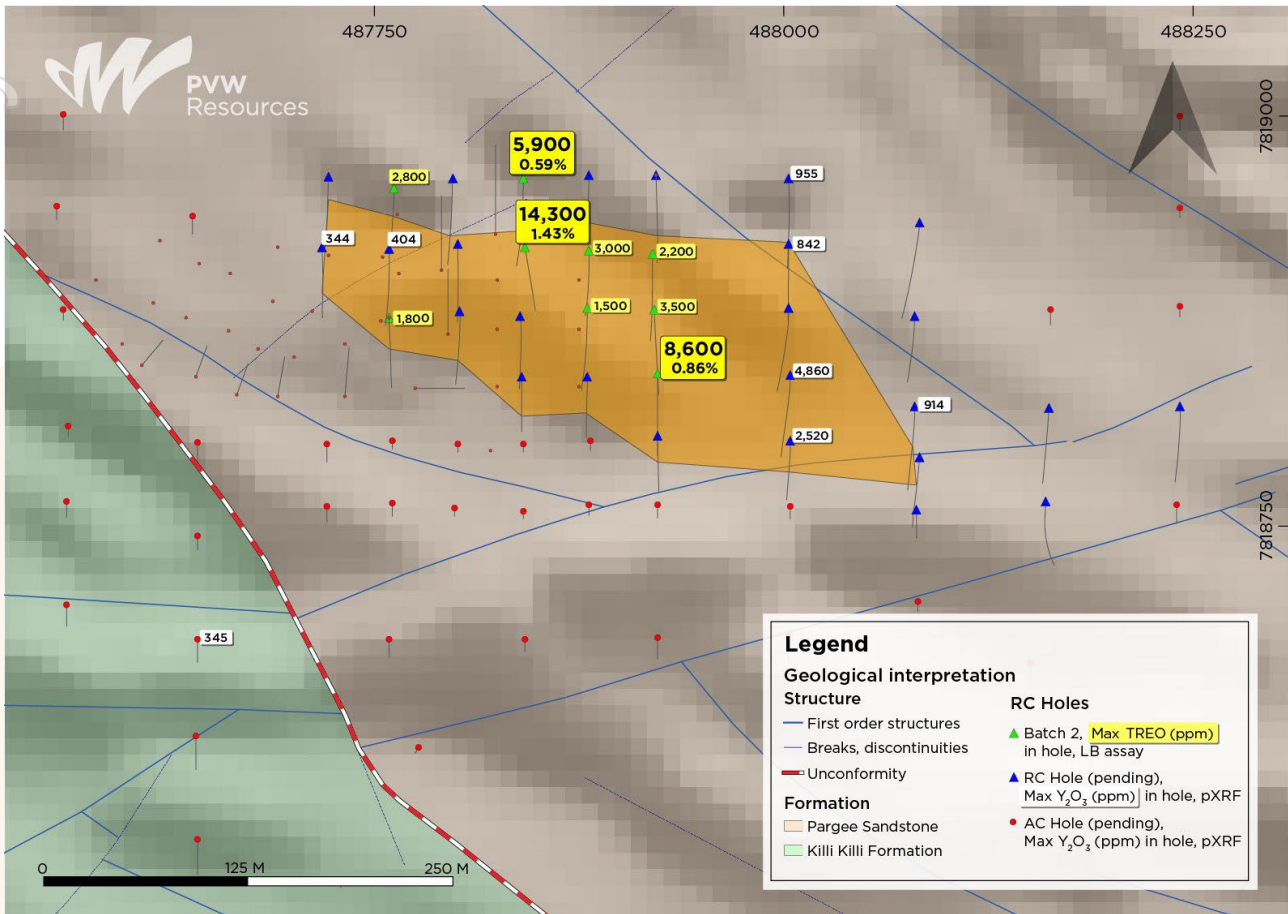 487750
488000
488250
PVW
Resources
7819000
5,900
0.59%
2,800
955
14,300
1.43%
344
404
3,000
2,200
842
1,800
1,500
3,500
8,600
0.86%
4,860
914
2,520
7818750
345
Legend
Geological interpretation
Structure
First order structures
Breaks, discontinuities
Unconformity
Formation
Pargee Sandstone
Killi Killi Formation
RC Holes
Batch 2, Max TREO (ppm)
in hole, LB assay
RC Hole (pending),
Max Y₂O₃ (ppm) in hole, pXRF
AC Hole (pending),
Max Y₂O₃ (ppm) in hole, pXRF
0 125 M 250 M